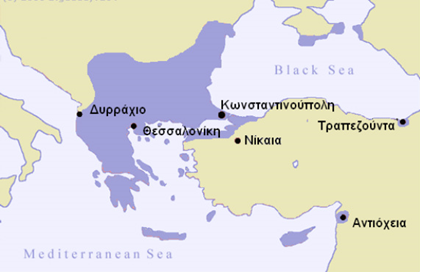 Black Sea
Δυρράχιο
Κωνσταντινούπολη
Θεσσαλονίκη
Τραπεζούντα
Νίκαια
Αντιόχεια
Mediterranean Sea